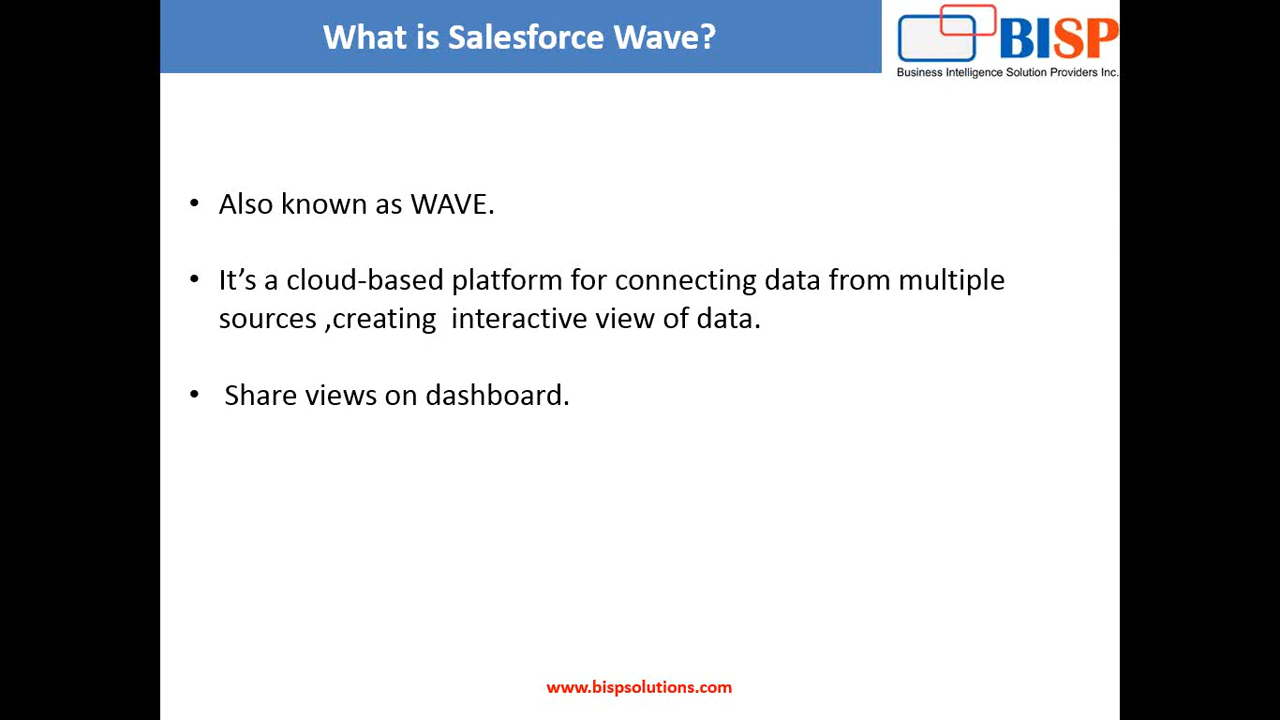 What is Salesforce Wave?
BISP
Business Intelligence Solution Providers Inc.
• Also known as WAVE.
• It’s a cloud-based platform for connecting data from multiple
sources ,creating  interactive view of data.
• Share views on dashboard.
www.bispsolutions.com